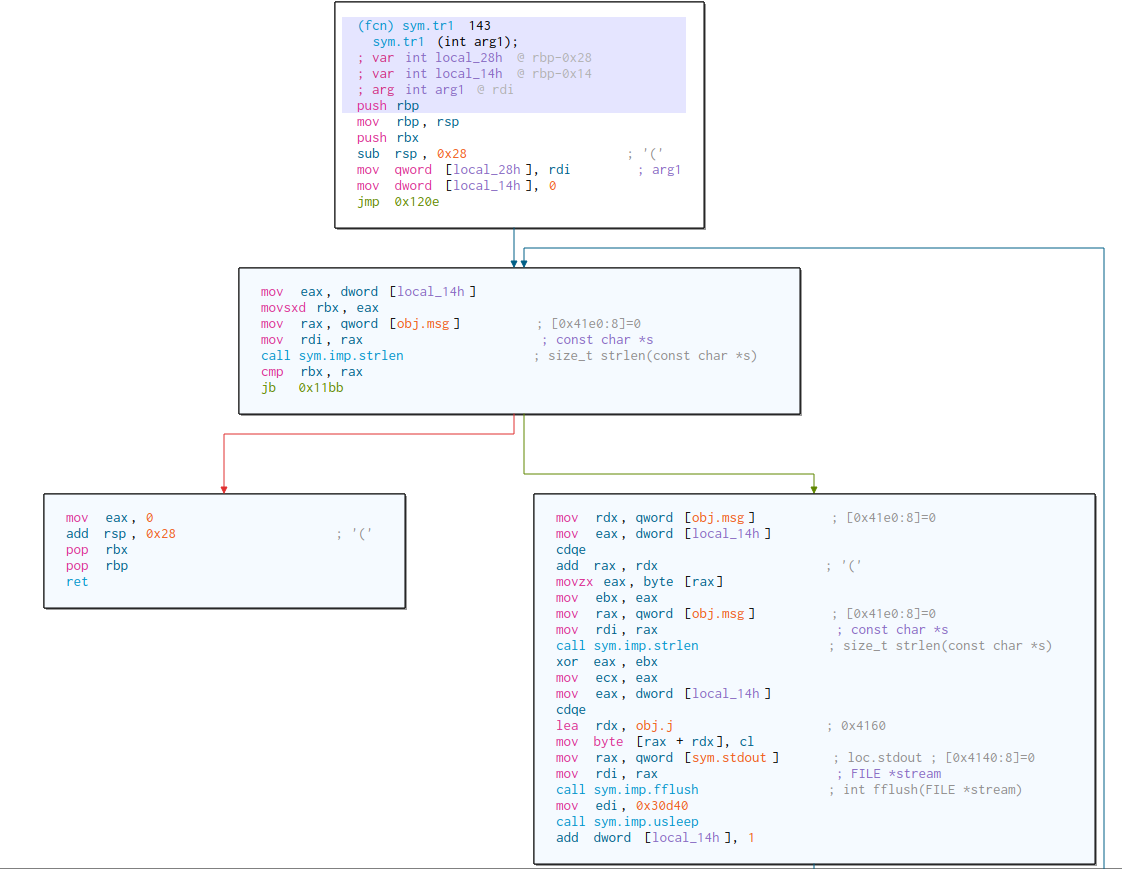 (fcn) sym.tr1 143
sym.tr1 (int arg1);
; var int local_28h @ rbp-0x28
; var int local_14h @ rbp-0x14
; arg int arg1 @ rdi
push rbp
mov rbp, rsp
push rbx
sub rsp, 0x28 ; '('
mov qword [local_28h], rdi ; arg1
mov dword [local_14h], 0
jmp 0x120e
mov eax, dword [local_14h]
movsxd rbx, eax
mov rax, qword [obj.msg] ; [0x41e0:8]=0
mov rdi, rax ; const char *s
call sym.imp.strlen ; size_t strlen(const char *s)
cmp rbx, rax
jb 0x11bb
mov eax, 0
add rsp, 0x28 ; '('
pop rbx
pop rbp
ret
mov rdx, qword [obj.msg] ; [0x41e0:8]=0
mov eax, dword [local_14h]
cdqe
add rax, rdx ; '('
movzx eax, byte [rax]
mov ebx, eax
mov rax, qword [obj.msg] ; [0x41e0:8]=0
mov rdi, rax ; const char *s
call sym.imp.strlen ; size_t strlen(const char *s)
xor eax, ebx
mov ecx, eax
mov eax, dword [local_14h]
cdqe
lea rdx, obj.j ; 0x4160
mov byte [rax + rdx], cl
mov rax, qword [sym.stdout] ; loc.stdout ; [0x4140:8]=0
mov rdi, rax ; FILE *stream
call sym.imp.fflush ; int fflush(FILE *stream)
mov edi, 0x30d40
call sym.imp.usleep
add dword [local_14h], 1